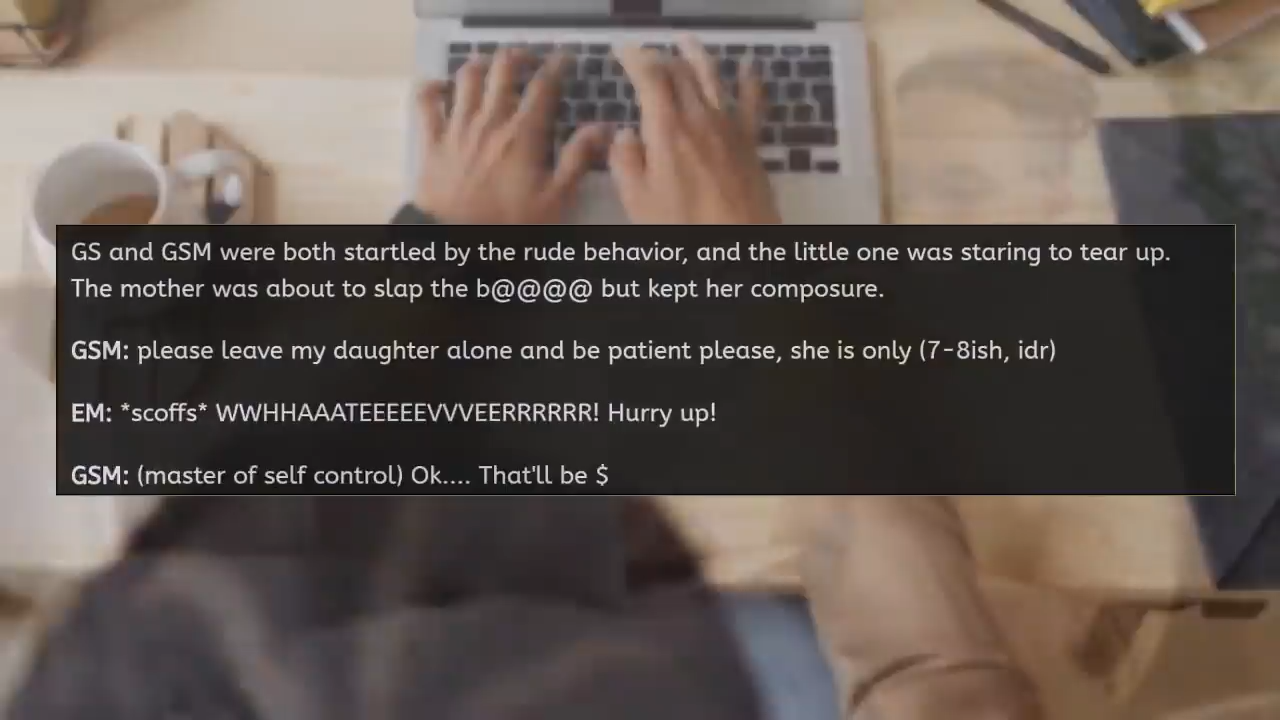 GS and GSM were both startled by the rude behavior, and the little one was staring to tear up.
The mother was about to slap the b@@@@ but kept her composure.
GSM: please leave my daughter alone and be patient please, she is only (7-8ish, idr)
EM: *scoffs* WWHHAAATEEEEEVVVEERRRRRR! Hurry up!
GSM: (master of self control) Ok.... That'll be $